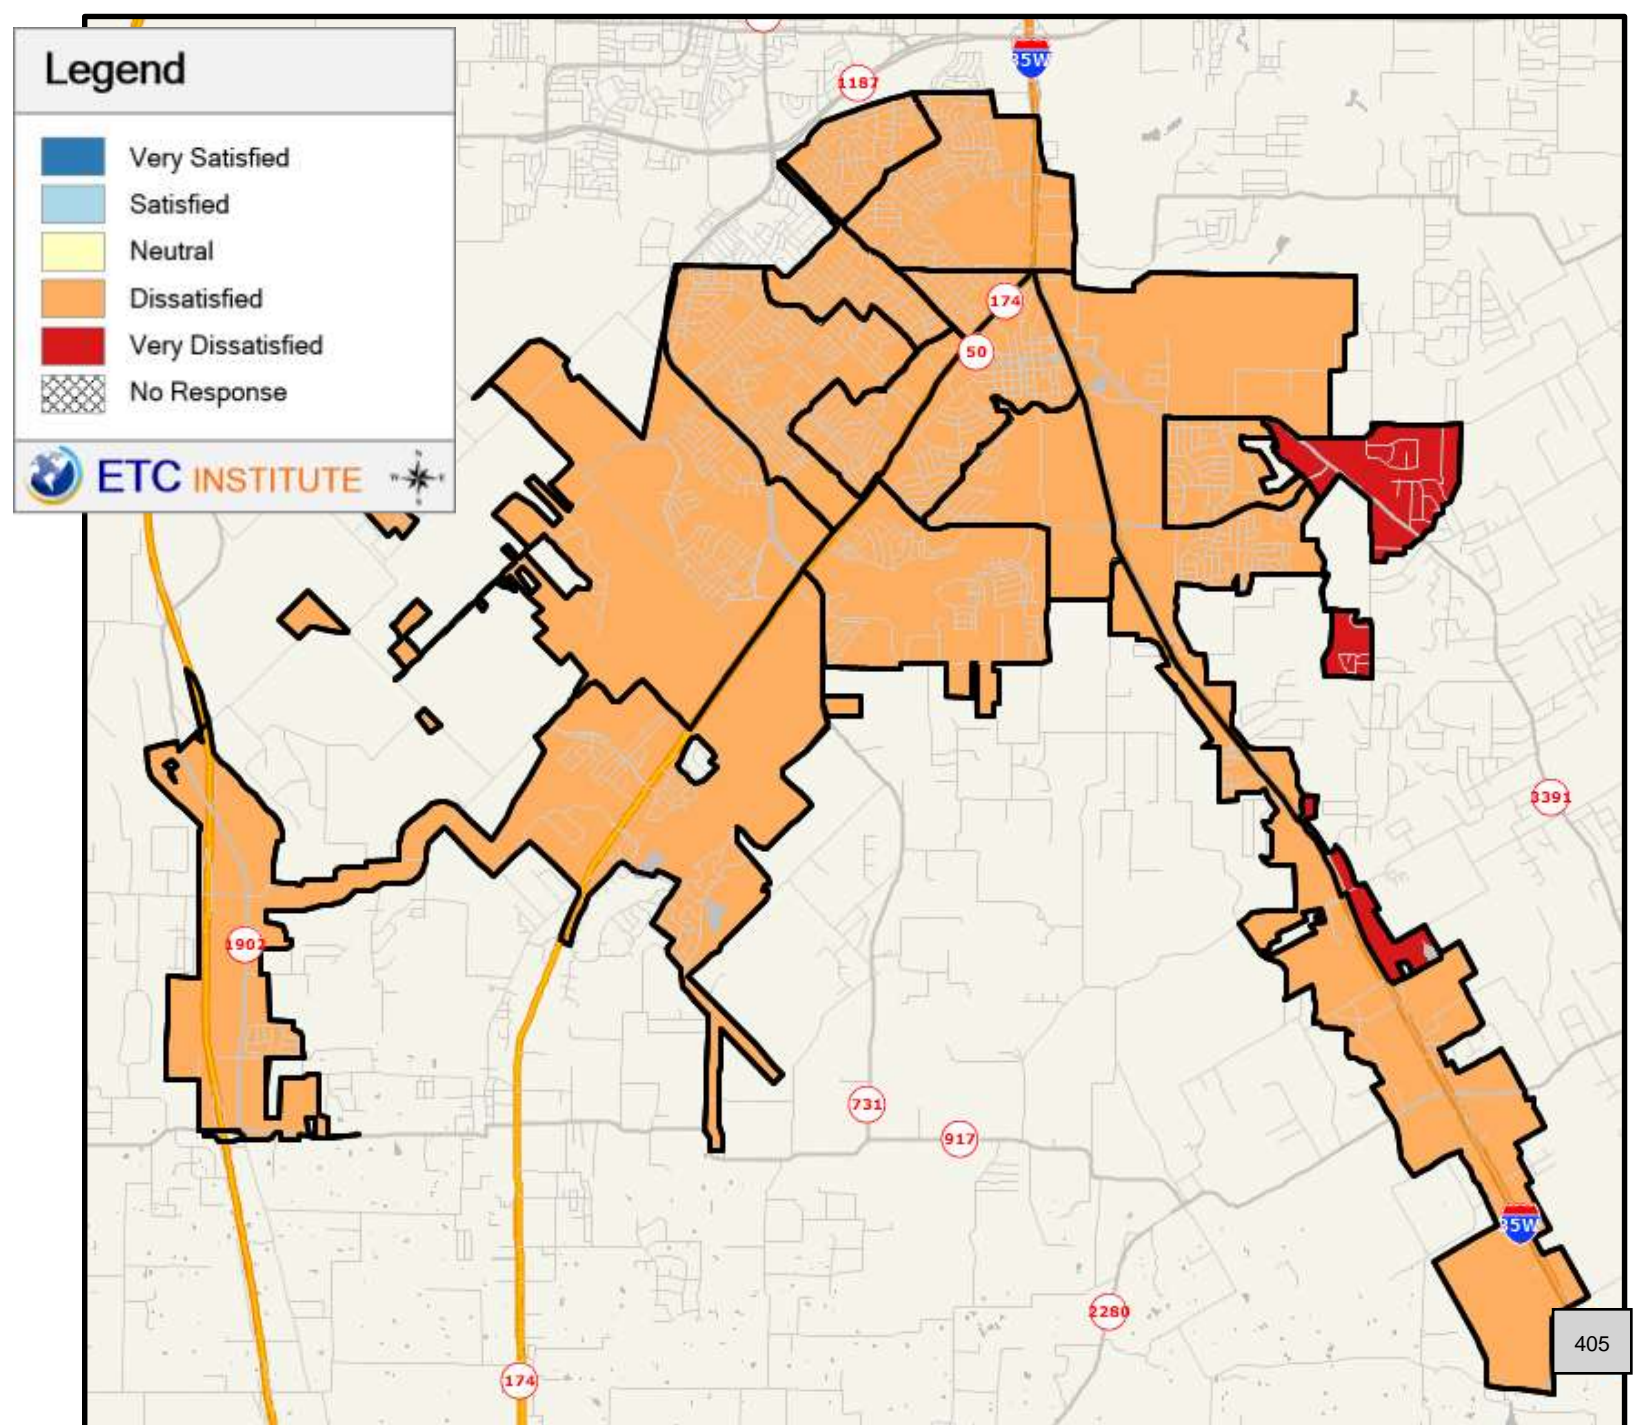 Legend
Very Satisfied
Satisfied
Neutral
Dissatisfied
Very Dissatisfied
No Response
ETC INSTITUTE
35W
1187
174
50
3391
1902
731
917
35W
2280
405
174